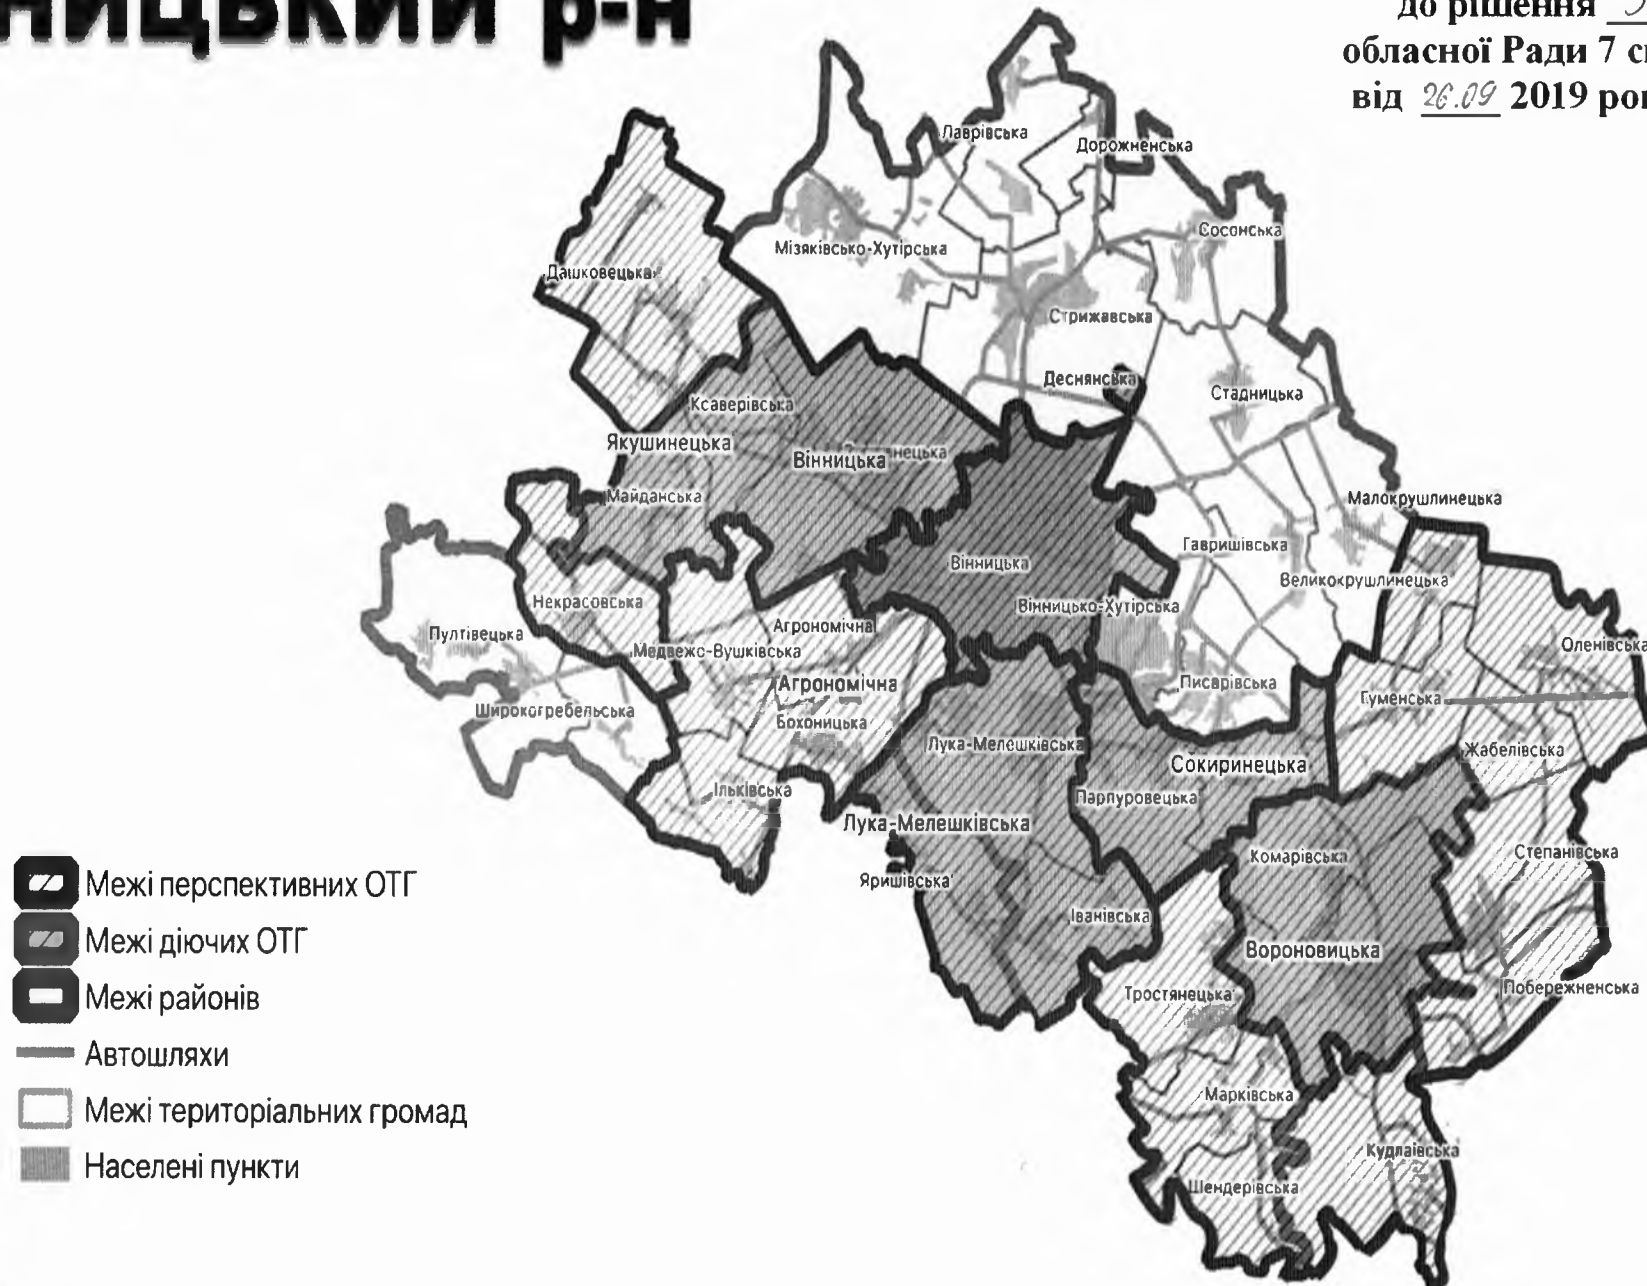 НИЦЬКИЙ р-н
до рішення
обласної Ради 7
від 26.09 2019
Лаврівська
Дорожненська
Сосонська
Мізяківсько-Хутірська
Дашковецька
Стрижавська
Деснянська
Стадницька
Ксаверівська
Якушинецька
Вінницька
нецька
Майданська
Малокрушлинецька
Гавришівська
Вінницька
Великокрушлинецька
Некрасовська
Вінницько-Хутірська
Агрономічна
Пултівецька
Оленівська
Медвеже-Вушківська
Агрономічна
Писарівська
Гуменська
Широкогребельська
Бохоницька
Лука-Мелешківська
Жабелівська
Сокиринецька
Ільківська
Парпуровецька
Лука-Мелешківська
Степанівська
Комарівська
Яришівська
Іванівська
Вороновицька
Побережненська
Тростянецька
Марківська
Кудлаївська
Шендерівська
Межі перспективних ОТГ
Межі діючих ОТГ
Межі районів
Автошляхи
Межі територіальних громад
Населені пункти